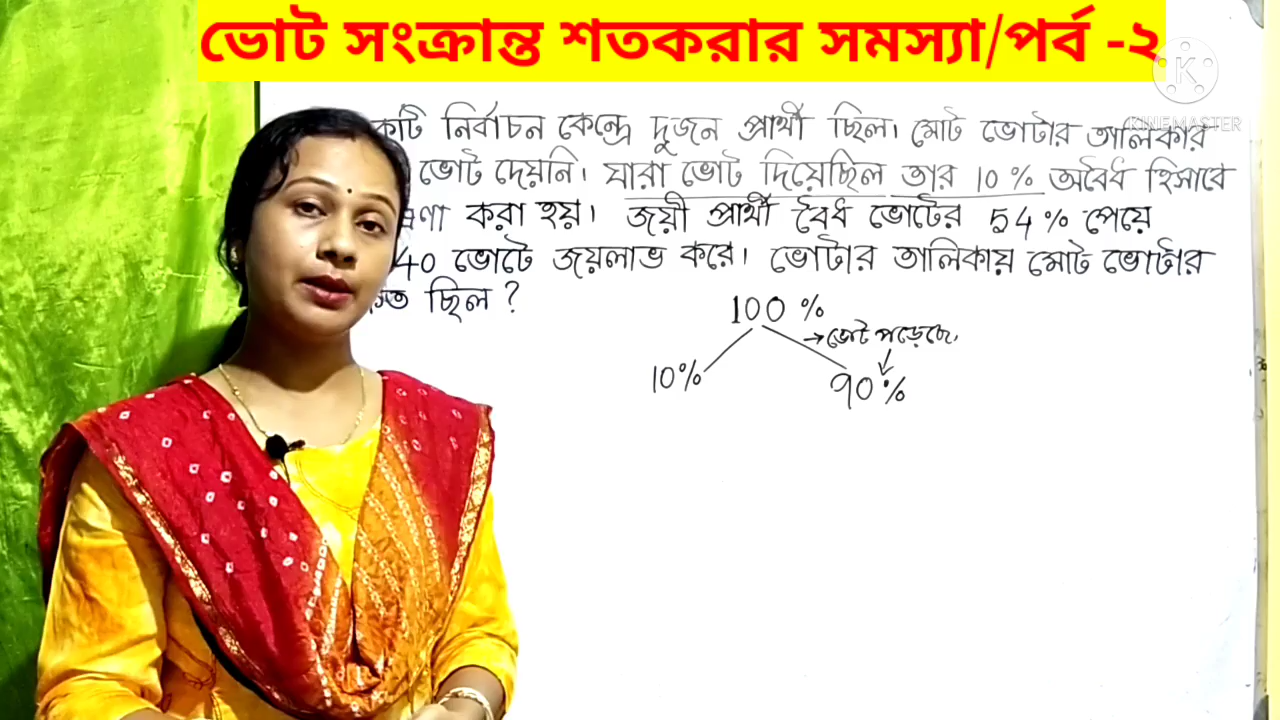 ভোট সংক্রান্ত শতকরার সমস্যা/পর্ব -২
K
KINEMASTER
নির্বাচন কেন্দ্রে দুজন প্রার্থী ছিল। মোট ভোটার তালিকার
ভোট দেয়নি। যারা ভোট দিয়েছিল তার 10 % অবৈধ হিসাবে
করা হয়। জয়ী প্রার্থী বৈধ ভোটের 54 % পেয়ে
40 ভোটে জয়লাভ করে। ভোটার তালিকায় মোট ভোটার
ছিল ?
100 %
→ ভোট পড়েছে।
10%
90%